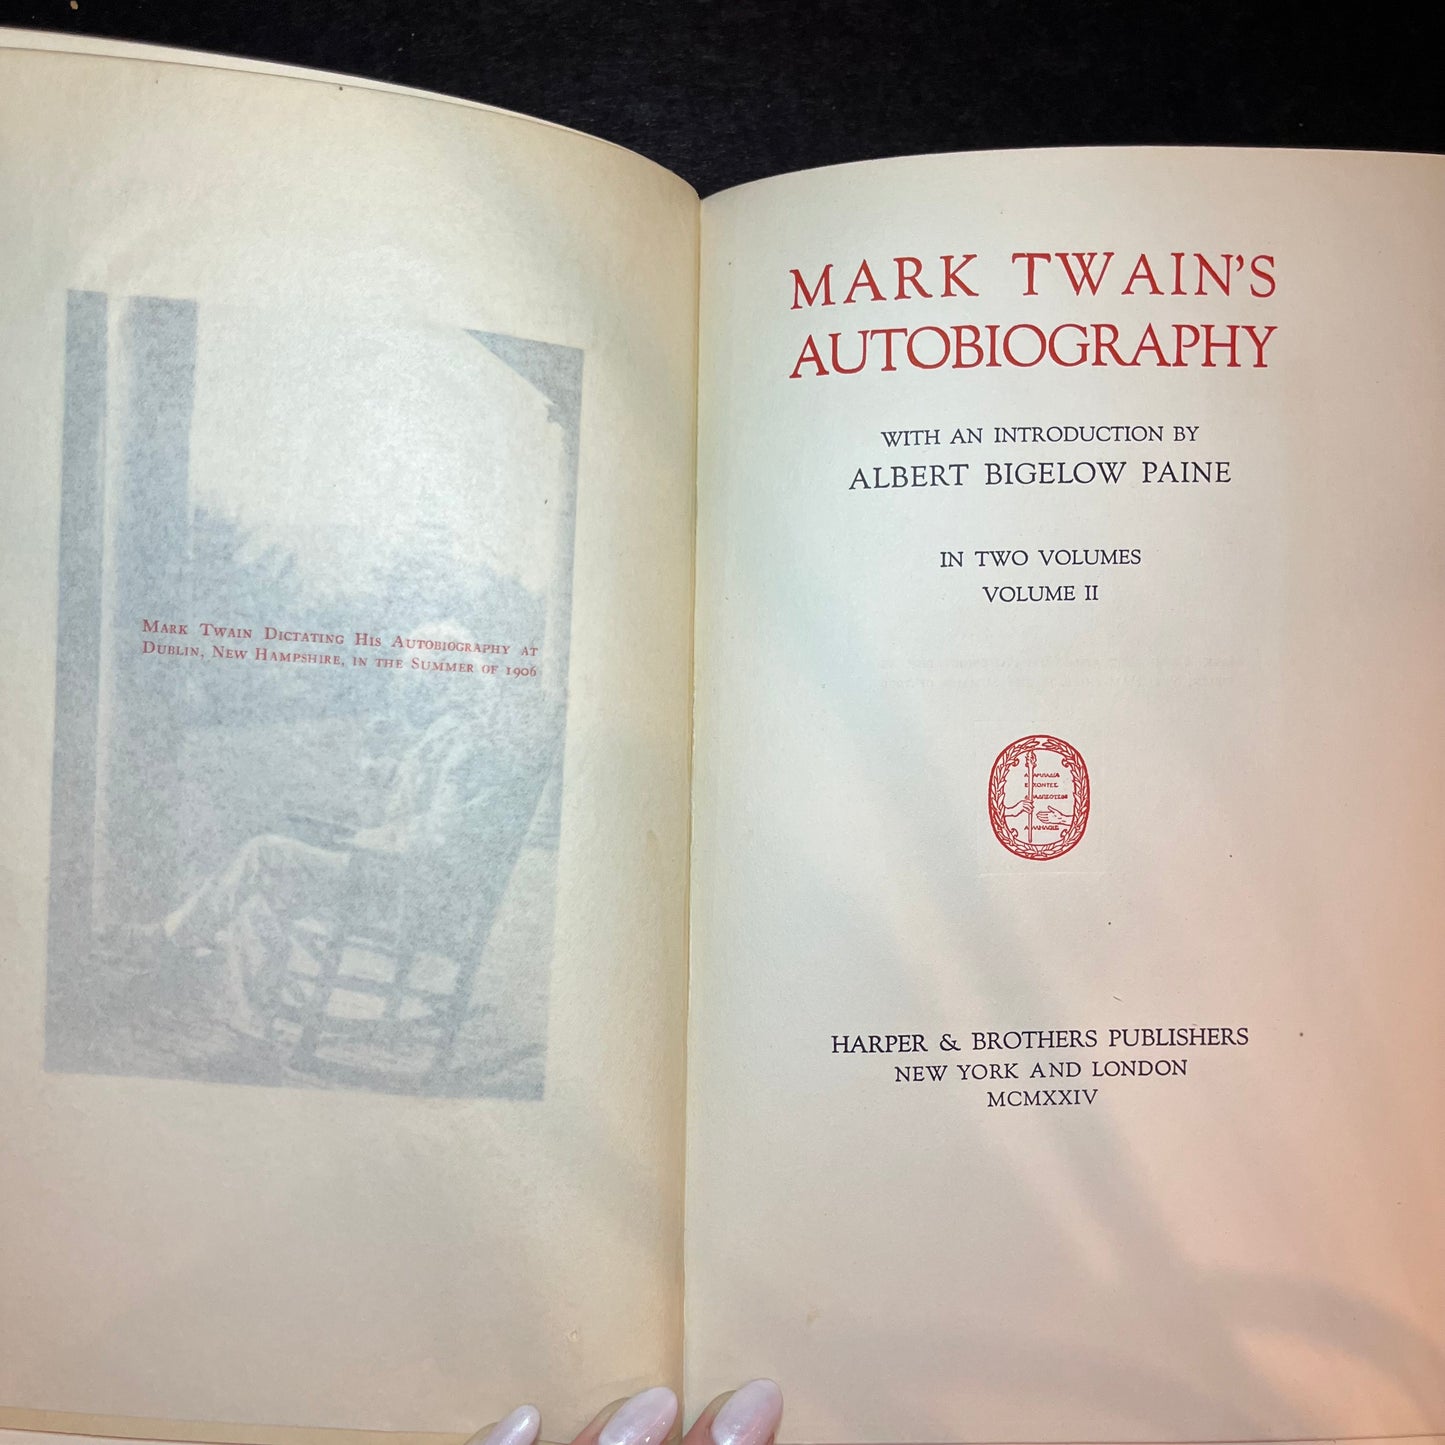 MARK TWAIN DICTATING HIS AUTOBIOGRAPHY AT
DUBLIN, NEW HAMPSHIRE, IN THE SUMMER OF 1906
MARK TWAIN'S
AUTOBIOGRAPHY
WITH AN INTRODUCTION BY
ALBERT BIGELOW PAINE
IN TWO VOLUMES
VOLUME II
HARPER & BROTHERS PUBLISHERS
NEW YORK AND LONDON
MCMXXIV